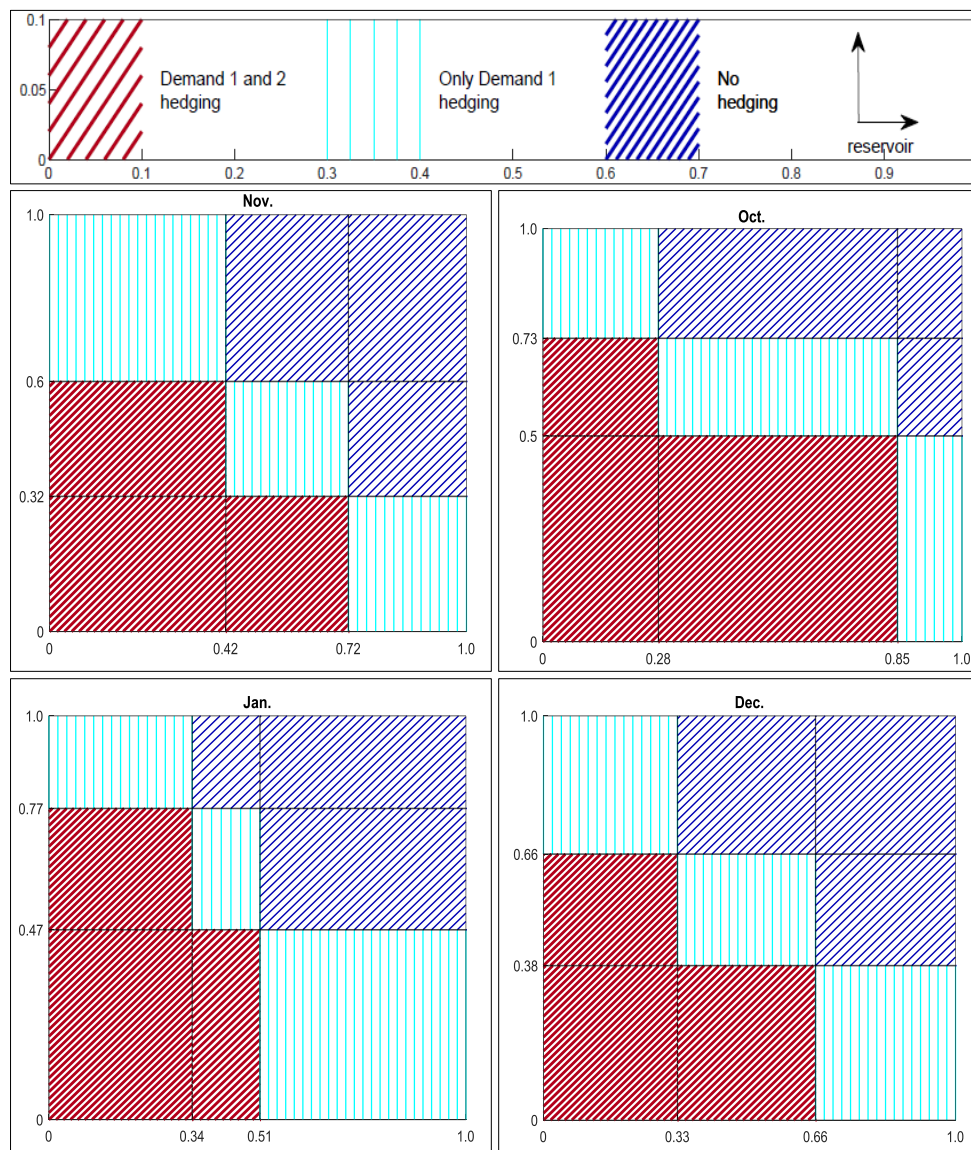 0.1
0.05
0
Demand 1 and 2
hedging
Only Demand 1
hedging
No
hedging
reservoir
0 0.1 0.2 0.3 0.4 0.5 0.6 0.7 0.8 0.9
Nov.
1.0
0.6
0.32
0
0 0.42 0.72 1.0
Oct.
1.0
0.73
0.5
0
0 0.28 0.85 1.0
Jan.
1.0
0.77
0.47
0
0 0.34 0.51 1.0
Dec.
1.0
0.66
0.38
0
0 0.33 0.66 1.0